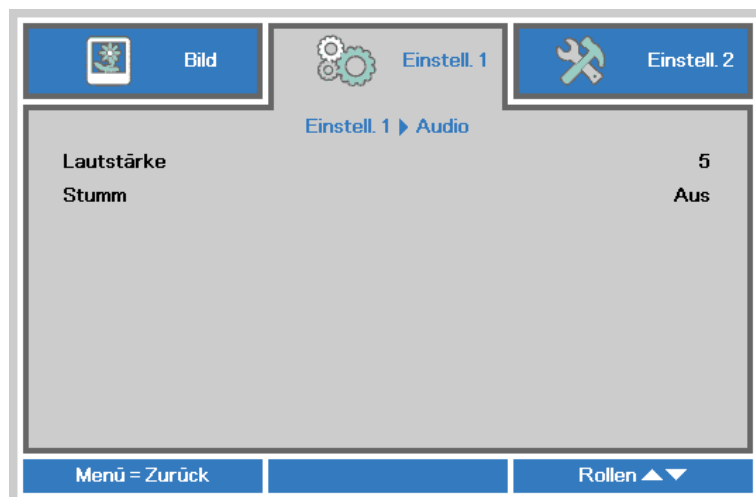 Bild
Einstell. 1
Einstell. 2
Einstell. 1 ▶ Audio
Lautstärke 5
Stumm Aus
Menü = Zurück
Rollen ▲▼